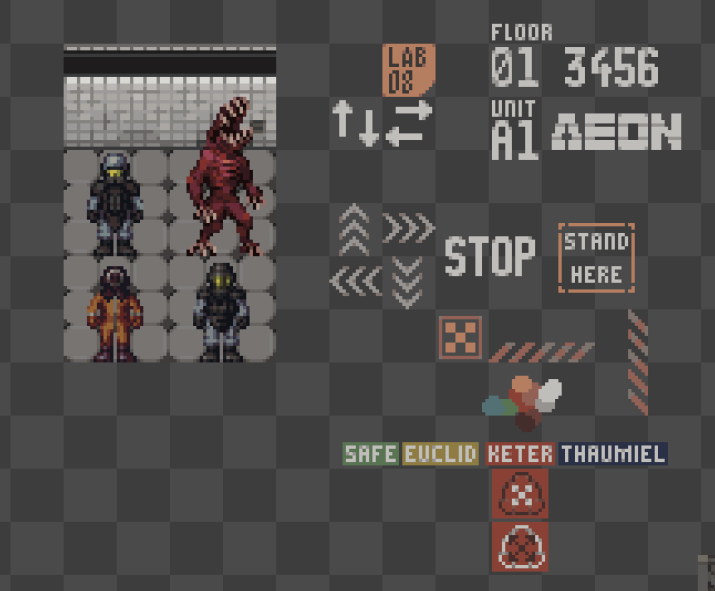 FLOOR
01 3456
LAB
08
UNIT
A1 AEON
STOP
STAND
HERE
SAFE EUCLID KETER THAUMIEL